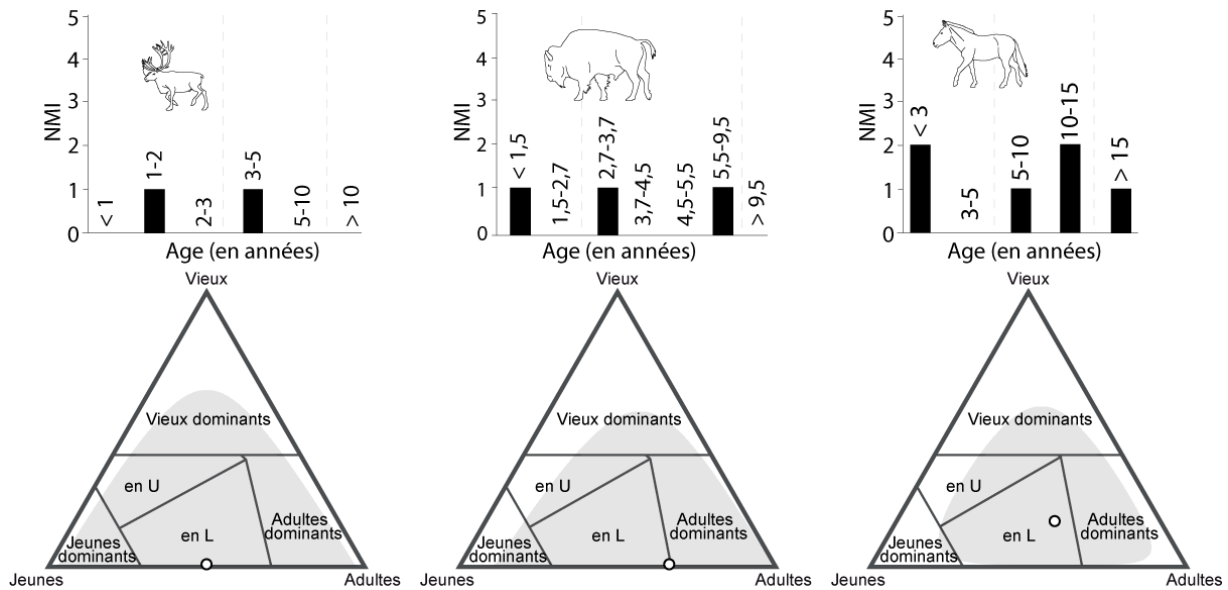 5
4
3
2
1
0
NMI
< 1
1-2
2-3
3-5
5-10
> 10
Age (en années)
5
4
3
2
1
0
NMI
< 1,5
1,5-2,7
2,7-3,7
3,7-4,5
4,5-5,5
5,5-9,5
> 9,5
Age (en années)
5
4
3
2
1
0
NMI
< 3
3-5
5-10
10-15
> 15
Age (en années)
Vieux
Vieux dominants
en U
en L
Jeunes
dominants
Adultes
dominants
Jeunes
Adultes
Vieux
Vieux dominants
en U
en L
Jeunes
dominants
Adultes
dominants
Jeunes
Adultes
Vieux
Vieux dominants
en U
en L
Jeunes
dominants
Adultes
dominants
Jeunes
Adultes